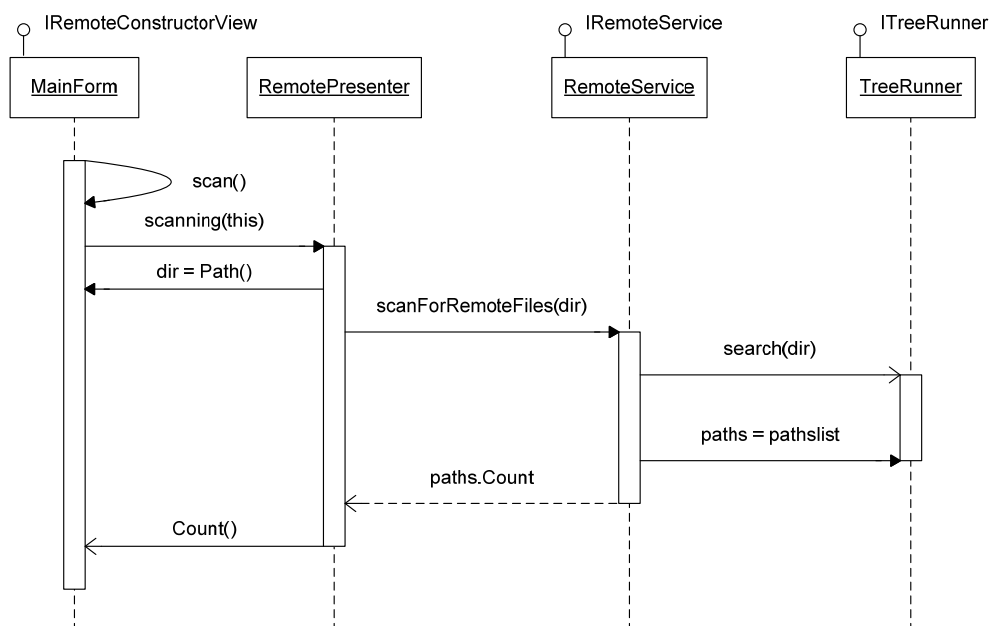 IRemoteConstructorView
IRemoteService
ITreeRunner
MainForm
RemotePresenter
RemoteService
TreeRunner
scan()
scanning(this)
dir = Path()
scanForRemoteFiles(dir)
search(dir)
paths = pathslist
paths.Count
Count()